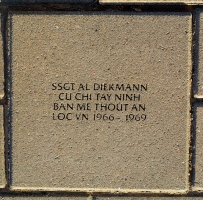 SSGT AL DIEKMANN
CU CHI TAY NINH
BAN ME THOUT AN
LOC VN 1966-1969